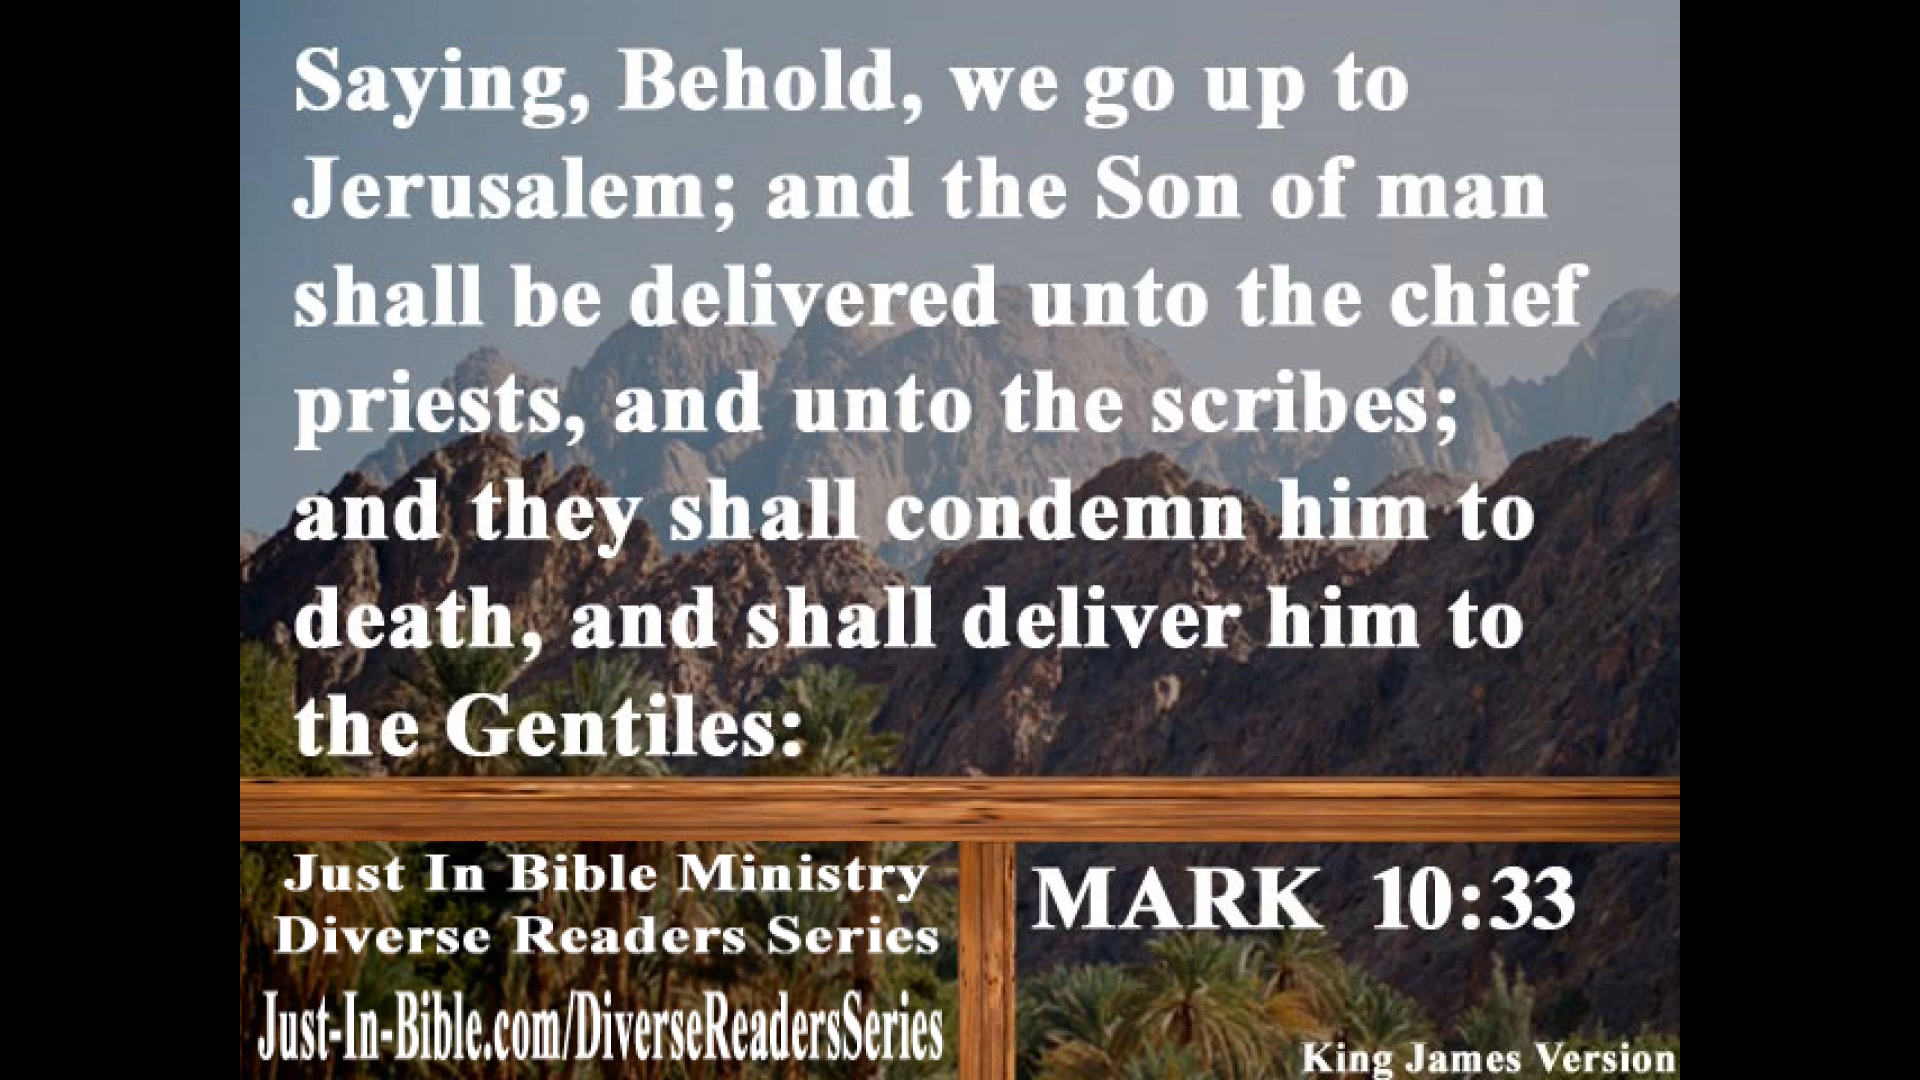 Saying, Behold, we go up to
Jerusalem; and the Son of man
shall be delivered unto the chief
priests, and unto the scribes;
and they shall condemn him to
death, and shall deliver him to
the Gentiles:
Just In Bible Ministry
Diverse Readers Series
Just-In-Bible.com/DiverseReadersSeries
MARK 10:33
King James Version